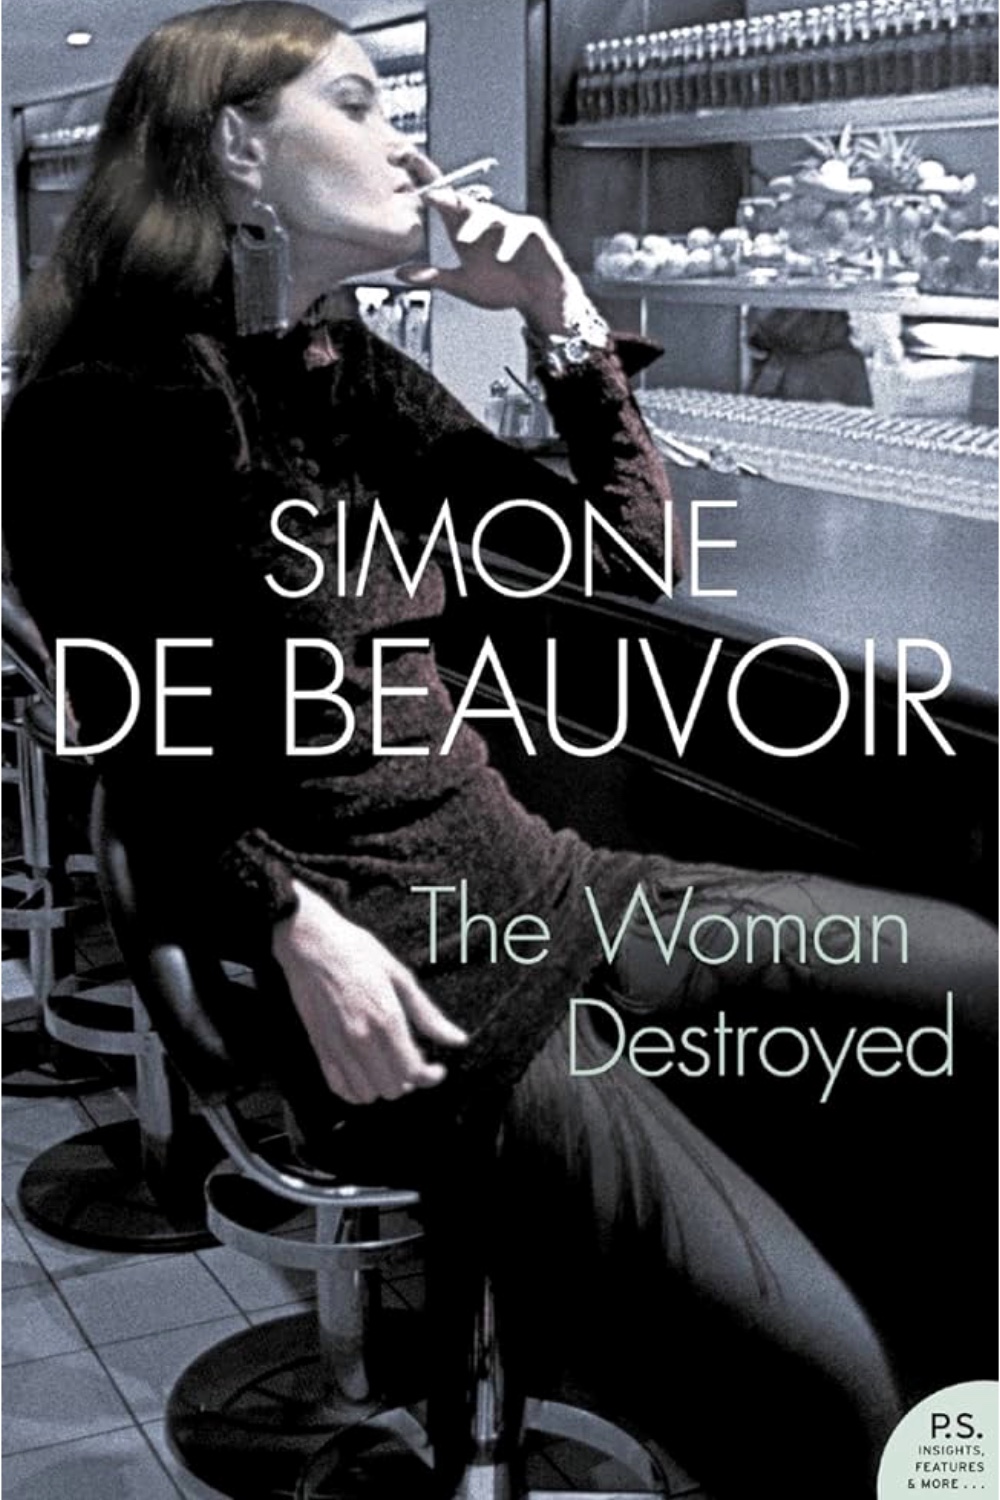 SIMONE
DE BEAUVOIR
The Woman
Destroyed
P.S.
INSIGHTS,
FEATURES
& MORE...